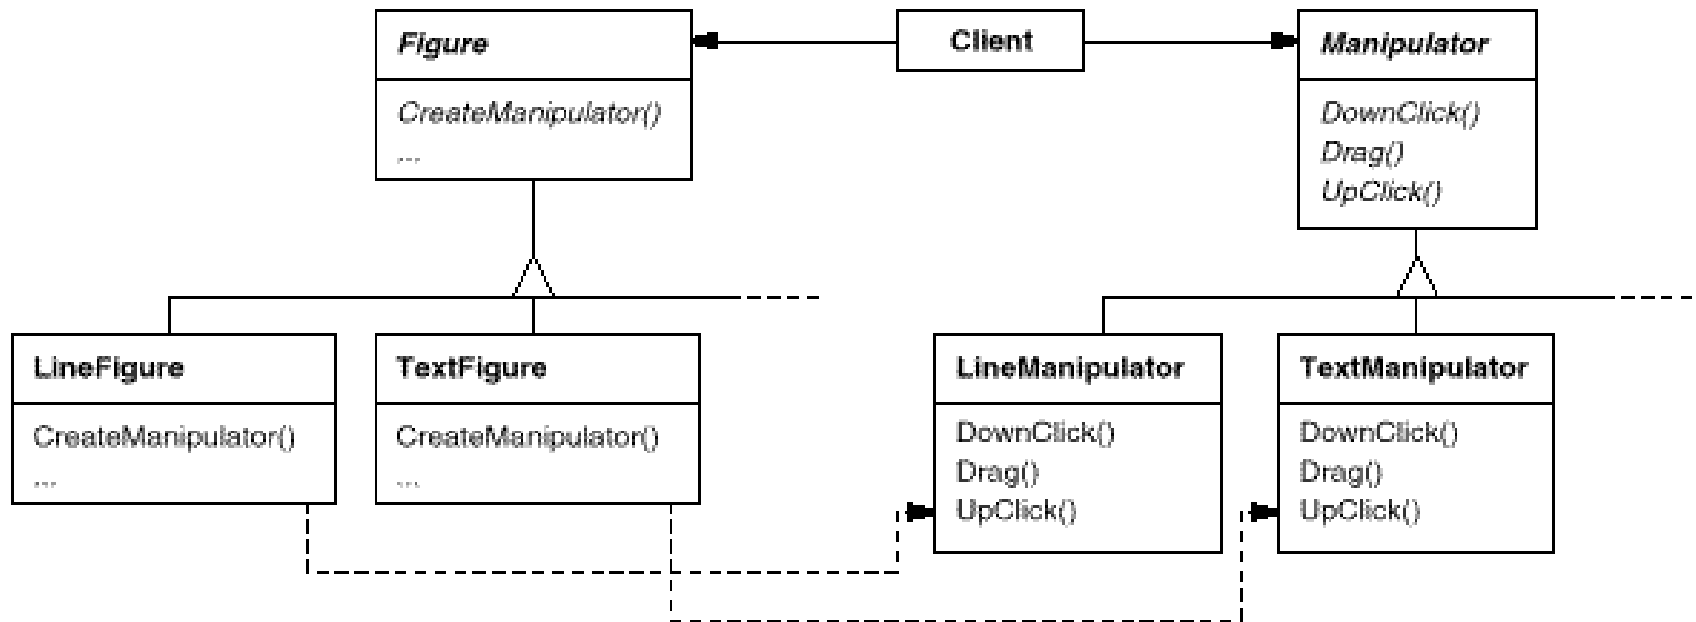 Figure
CreateManipulator()
...
Client
Manipulator
DownClick()
Drag()
UpClick()
LineFigure
CreateManipulator()
...
TextFigure
CreateManipulator()
...
LineManipulator
DownClick()
Drag()
UpClick()
TextManipulator
DownClick()
Drag()
UpClick()